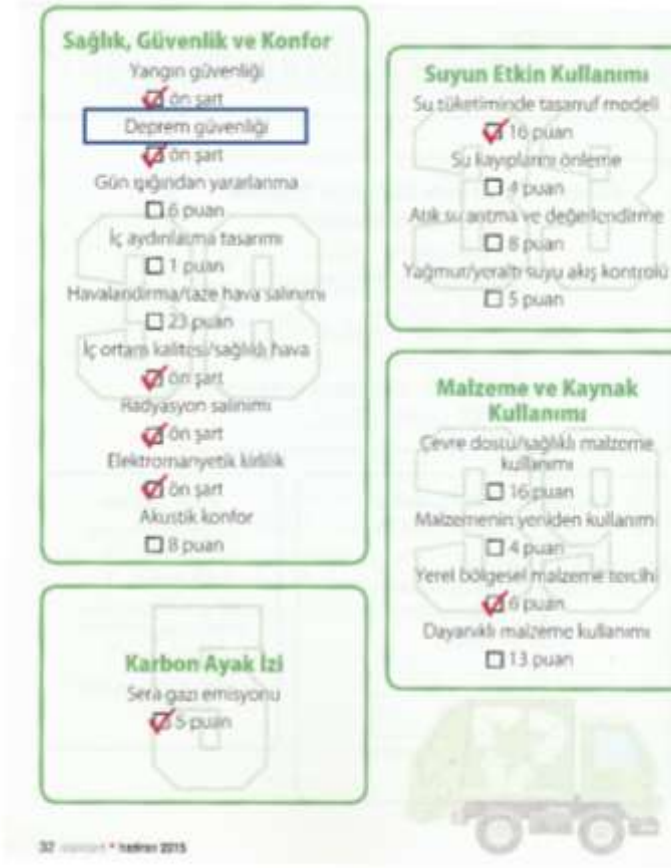 Sağlık, Güvenlik ve Konfor
Yangın güvenliği
ön şart
Deprem güvenliği
ön şart
Gün ışığından yararlanma
6 puan
İç aydınlatma tasarımı
1 puan
Havalandırma/taze hava salınımı
23 puan
İç ortam kalitesi/sağlıklı hava
ön şart
Radyasyon salınımı
ön şart
Elektromanyetik kirlilik
ön şart
Akustik konfor
8 puan
Karbon Ayak İzi
Sera gazı emisyonu
5 puan
5
Suyun Etkin Kullanımı
Su tüketiminde tasarruf modeli
16 puan
Su kayıplarını önleme
4 puan
Atık su arıtma ve değerlendirme
8 puan
Yağmur/yeraltı suyu akış kontrolü
5 puan
33
Malzeme ve Kaynak
Kullanımı
Çevre dostu/sağlıklı malzeme
kullanımı
16 puan
Malzemenin yeniden kullanımı
4 puan
Yerel bölgesel malzeme tercihi
6 puan
Dayanıklı malzeme kullanımı
13 puan
39
32 • haziran 2015